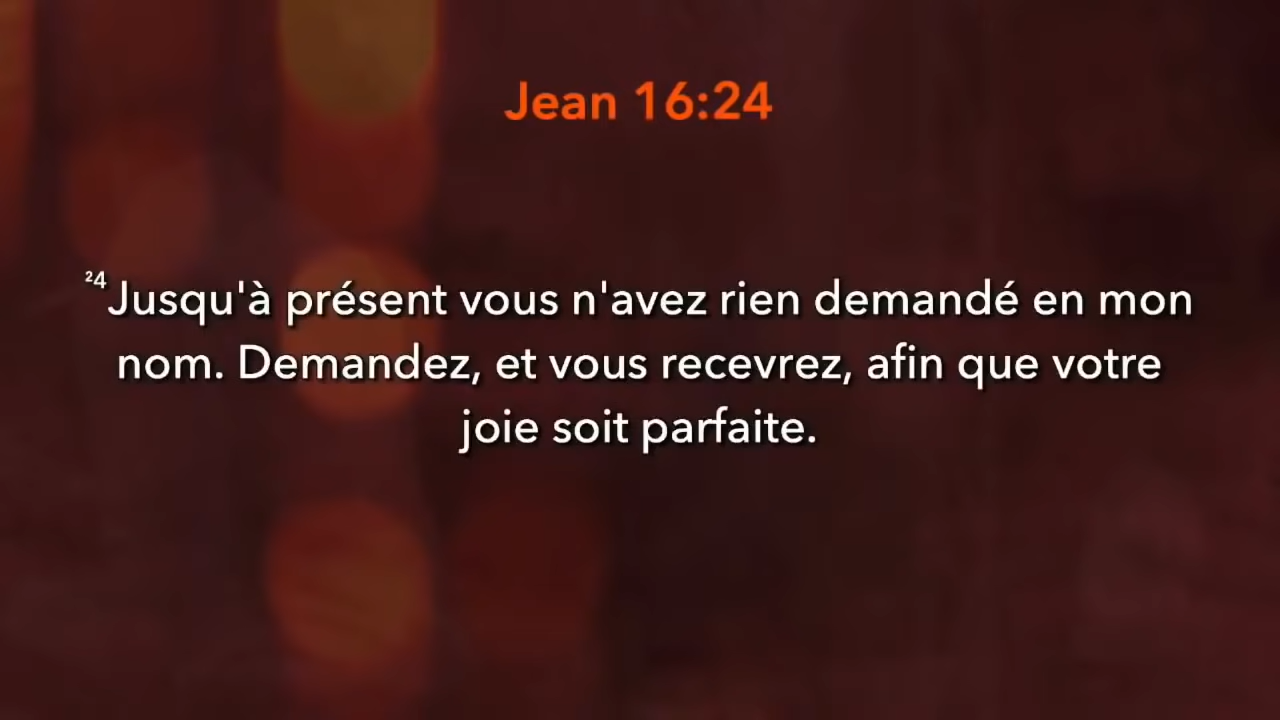 Jean 16:24
²⁴Jusqu'à présent vous n'avez rien demandé en mon
nom. Demandez, et vous recevrez, afin que votre
joie soit parfaite.